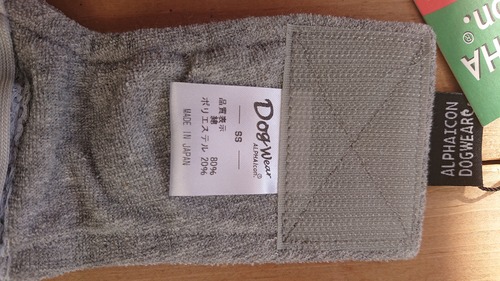 DogWear
ALPHAIcon®
SS
品質表示
綿 80%
ポリエステル 20%
MADE IN JAPAN
ALPHAICON
DOGWEAR®